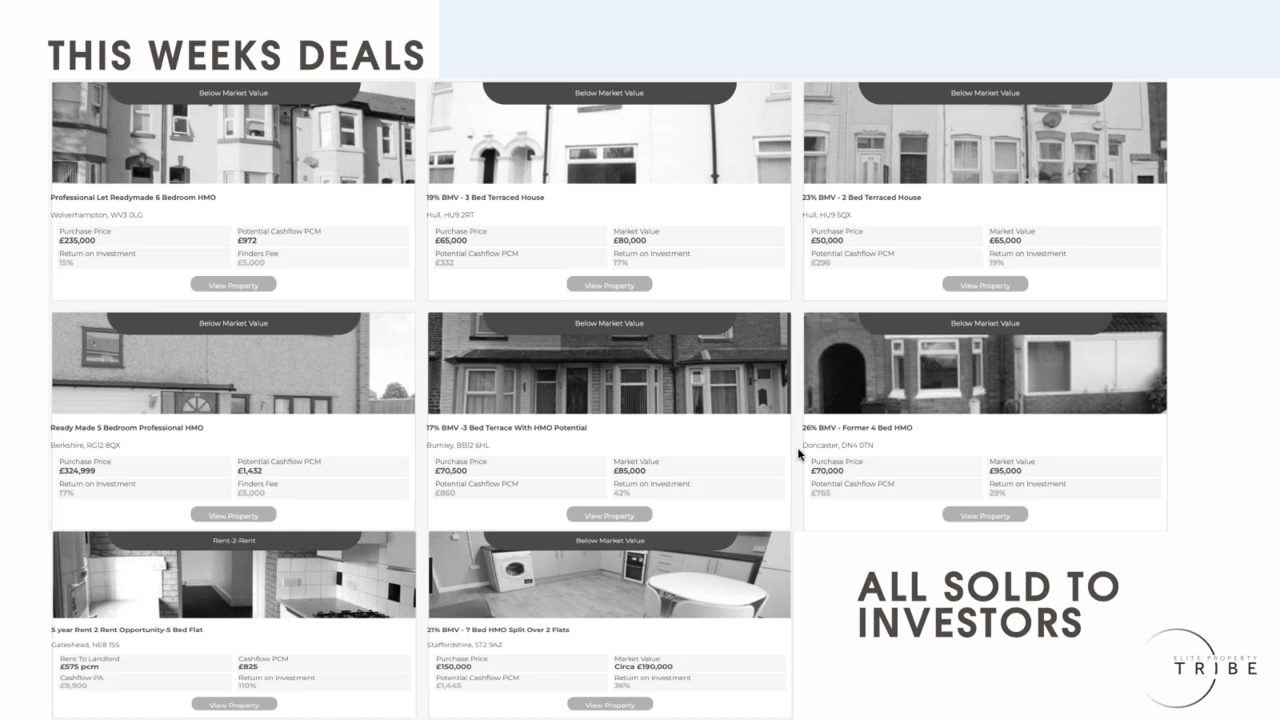 THIS WEEKS DEALS
Below Market Value
Professional Let Readymade 6 Bedroom HMO
Wolverhampton, WV3 0LG
Purchase Price
£235,000
Potential Cashflow PCM
£972
Return on Investment
15%
Finders Fee
£5,000
View Property
Below Market Value
19% BMV - 3 Bed Terraced House
Hull, HU9 2RT
Purchase Price
£65,000
Market Value
£80,000
Potential Cashflow PCM
£332
Return on Investment
17%
View Property
Below Market Value
23% BMV - 2 Bed Terraced House
Hull, HU9 5QX
Purchase Price
£50,000
Market Value
£65,000
Potential Cashflow PCM
£296
Return on Investment
19%
View Property
Below Market Value
Ready Made 5 Bedroom Professional HMO
Berkshire, RG12 8QX
Purchase Price
£324,999
Potential Cashflow PCM
£1,432
Return on Investment
17%
Finders Fee
£5,000
View Property
Below Market Value
17% BMV -3 Bed Terrace With HMO Potential
Burnley, BB12 6HL
Purchase Price
£70,500
Market Value
£85,000
Potential Cashflow PCM
£860
Return on Investment
42%
View Property
Below Market Value
26% BMV - Former 4 Bed HMO
Doncaster, DN4 0TN
Purchase Price
£70,000
Market Value
£95,000
Potential Cashflow PCM
£765
Return on Investment
29%
View Property
Rent-2-Rent
5 year Rent 2 Rent Opportunity-5 Bed Flat
Gateshead, NE8 1SS
Rent To Landlord
£575 pcm
Cashflow PCM
£825
Cashflow PA
£9,900
Return on Investment
110%
View Property
Below Market Value
21% BMV - 7 Bed HMO Split Over 2 Flats
Staffordshire, ST2 9AZ
Purchase Price
£150,000
Market Value
Circa £190,000
Potential Cashflow PCM
£1,445
Return on Investment
36%
View Property
ALL SOLD TO
INVESTORS
ELITE PROPERTY
TRIBE